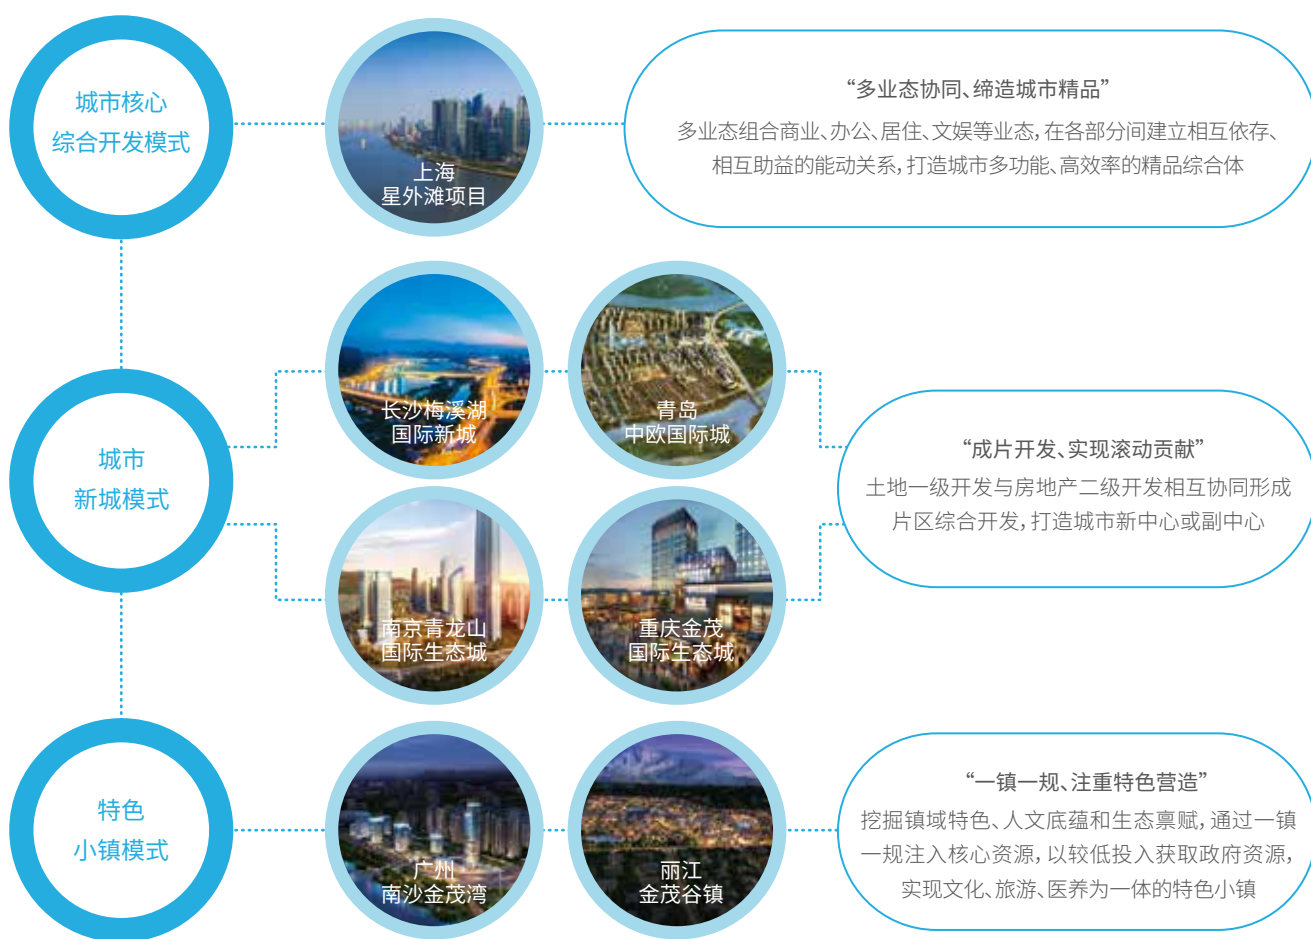 城市核心
综合开发模式
上海
星外滩项目
“多业态协同、缔造城市精品”
多业态组合商业、办公、居住、文娱等业态,在各部分间建立相互依存、
相互助益的能动关系,打造城市多功能、高效率的精品综合体
城市
新城模式
长沙梅溪湖
国际新城
青岛
中欧国际城
南京青龙山
国际生态城
重庆金茂
国际生态城
“成片开发、实现滚动贡献”
土地一级开发与房地产二级开发相互协同形成
片区综合开发,打造城市新中心或副中心
特色
小镇模式
广州
南沙金茂湾
丽江
金茂谷镇
“一镇一规、注重特色营造”
挖掘镇域特色、人文底蕴和生态禀赋,通过一镇
一规注入核心资源,以较低投入获取政府资源,
实现文化、旅游、医养为一体的特色小镇